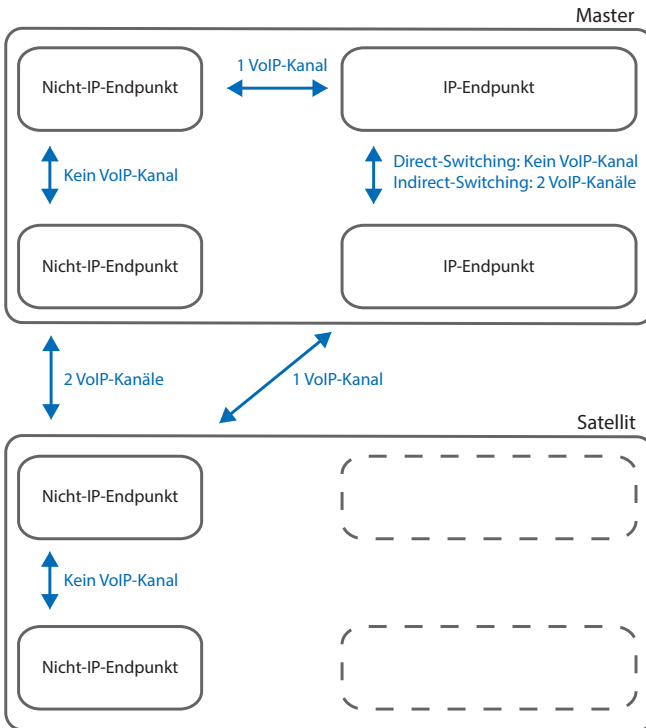 Master
1 VoIP-Kanal
Nicht-IP-Endpunkt
IP-Endpunkt
Kein VoIP-Kanal
Direct-Switching: Kein VoIP-Kanal
Indirect-Switching: 2 VoIP-Kanäle
Nicht-IP-Endpunkt
IP-Endpunkt
2 VoIP-Kanäle
1 VoIP-Kanal
Satellit
Nicht-IP-Endpunkt
Kein VoIP-Kanal
Nicht-IP-Endpunkt